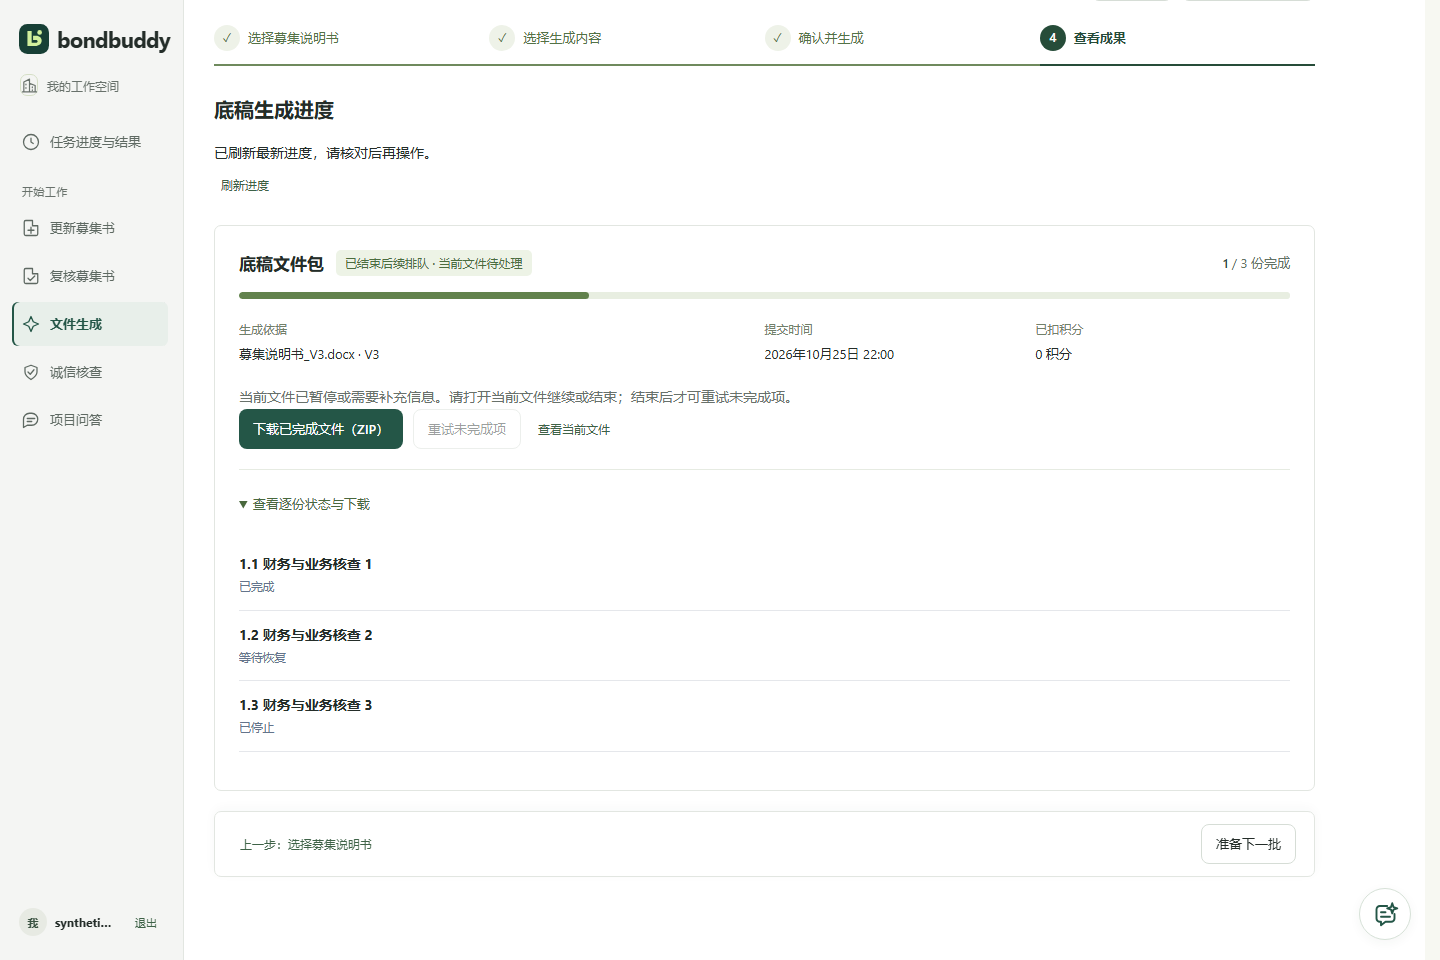 bondbuddy
我的工作空间
任务进度与结果
开始工作
更新募集书
复核募集书
文件生成
诚信核查
项目问答
我 syntheti... 退出
✓ 选择募集说明书 ✓ 选择生成内容 ✓ 确认并生成 4 查看成果
底稿生成进度
已刷新最新进度，请核对后再操作。
刷新进度
底稿文件包 已结束后续排队 · 当前文件待处理 1 / 3 份完成
生成依据 提交时间 已扣积分
募集说明书_V3.docx · V3 2026年10月25日 22:00 0 积分
当前文件已暂停或需要补充信息。请打开当前文件继续或结束；结束后才可重试未完成项。
下载已完成文件（ZIP） 重试未完成项 查看当前文件
▼ 查看逐份状态与下载
1.1 财务与业务核查 1
已完成
1.2 财务与业务核查 2
等待恢复
1.3 财务与业务核查 3
已停止
上一步：选择募集说明书 准备下一批